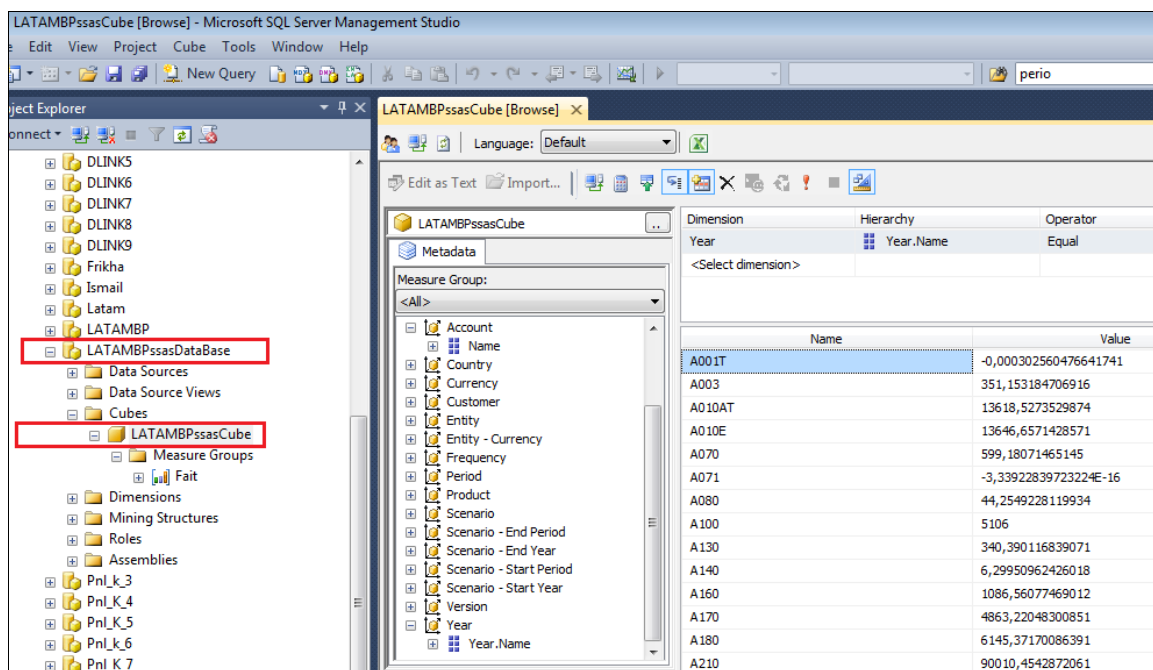 LATAMBPssasCube [Browse] - Microsoft SQL Server Management Studio
Edit View Project Cube Tools Window Help
New Query
perio
ject Explorer
LATAMBPssasCube [Browse]
onnect
Language: Default
DLINK5
DLINK6
DLINK7
DLINK8
DLINK9
Frikha
Ismail
Latam
LATAMBP
LATAMBPssasDataBase
Data Sources
Data Source Views
Cubes
LATAMBPssasCube
Measure Groups
Fait
Dimensions
Mining Structures
Roles
Assemblies
Pnl_k_3
Pnl_K_4
Pnl_K_5
Pnl_k_6
Pnl_K_7
Edit as Text Import...
LATAMBPssasCube ..
Metadata
Measure Group:
<All>
Account
Name
Country
Currency
Customer
Entity
Entity - Currency
Frequency
Period
Product
Scenario
Scenario - End Period
Scenario - End Year
Scenario - Start Period
Scenario - Start Year
Version
Year
Year.Name
Dimension Hierarchy Operator
Year Year.Name Equal
<Select dimension>
Name Value
A001T -0,000302560476641741
A003 351,153184706916
A010AT 13618,5273529874
A010E 13646,6571428571
A070 599,18071465145
A071 -3,33922839723224E-16
A080 44,2549228119934
A100 5106
A130 340,390116839071
A140 6,29950962426018
A160 1086,56077469012
A170 4863,22048300851
A180 6145,37170086391
A210 90010,4542872061